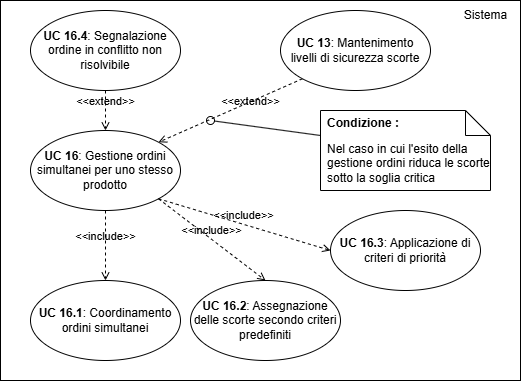 Sistema
UC 16.4: Segnalazione
ordine in conflitto non
risolvibile
UC 13: Mantenimento
livelli di sicurezza scorte
<<extend>>
<<extend>>
Condizione :
Nel caso in cui l'esito della
gestione ordini riduca le scorte
sotto la soglia critica
UC 16: Gestione ordini
simultanei per uno stesso
prodotto
<<include>>
<<include>>
<<include>>
UC 16.3: Applicazione di
criteri di priorità
UC 16.1: Coordinamento
ordini simultanei
UC 16.2: Assegnazione
delle scorte secondo criteri
predefiniti